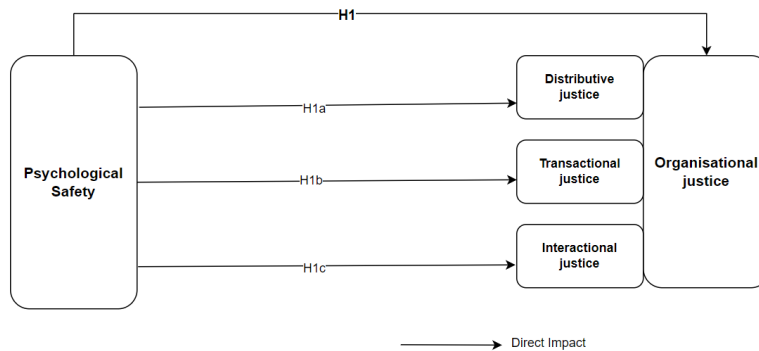 H1
Distributive
justice
H1a
Psychological
Safety
H1b
Transactional
justice
Organisational
justice
H1c
Interactional
justice
Direct Impact